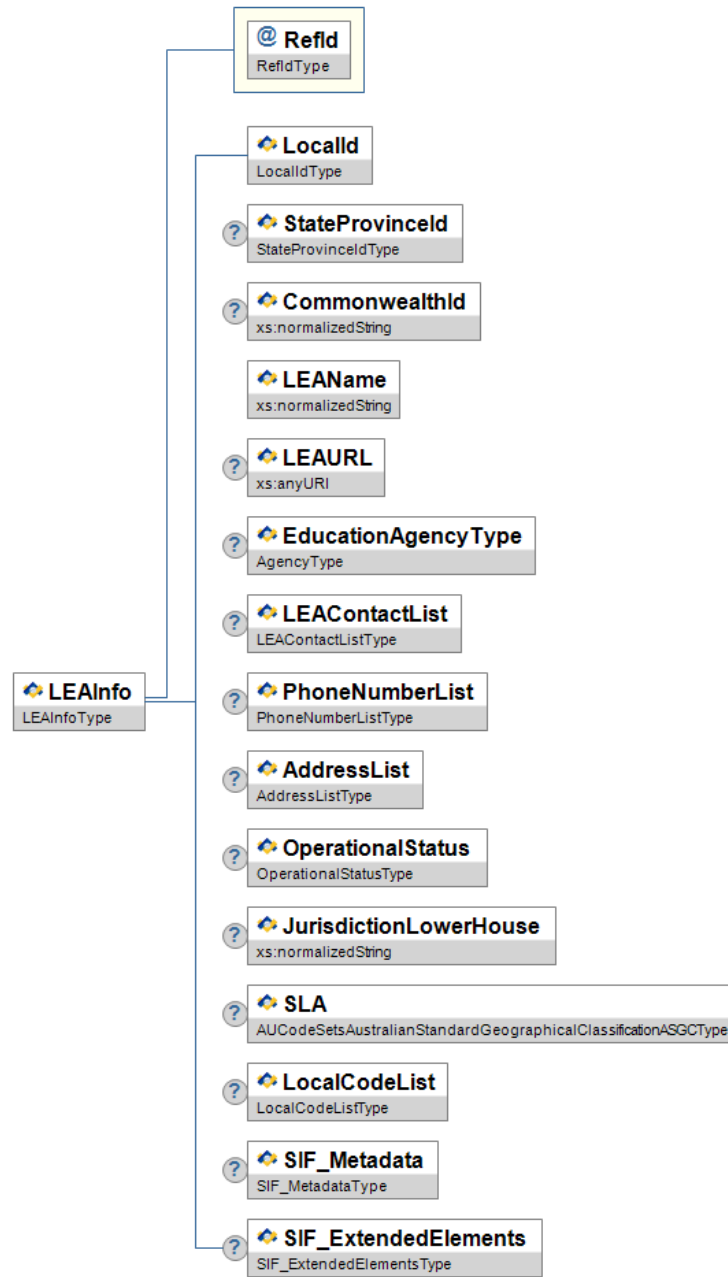 @ RefId
RefIdType
LocalId
LocalIdType
? StateProvinceId
StateProvinceIdType
? CommonwealthId
xs:normalizedString
LEAName
xs:normalizedString
? LEAURL
xs:anyURI
? EducationAgencyType
AgencyType
? LEAContactList
LEAContactListType
LEAInfo
LEAInfoType
? PhoneNumberList
PhoneNumberListType
? AddressList
AddressListType
? OperationalStatus
OperationalStatusType
? JurisdictionLowerHouse
xs:normalizedString
? SLA
AUCodeSetsAustralianStandardGeographicalClassificationASGCType
? LocalCodeList
LocalCodeListType
? SIF_Metadata
SIF_MetadataType
? SIF_ExtendedElements
SIF_ExtendedElementsType